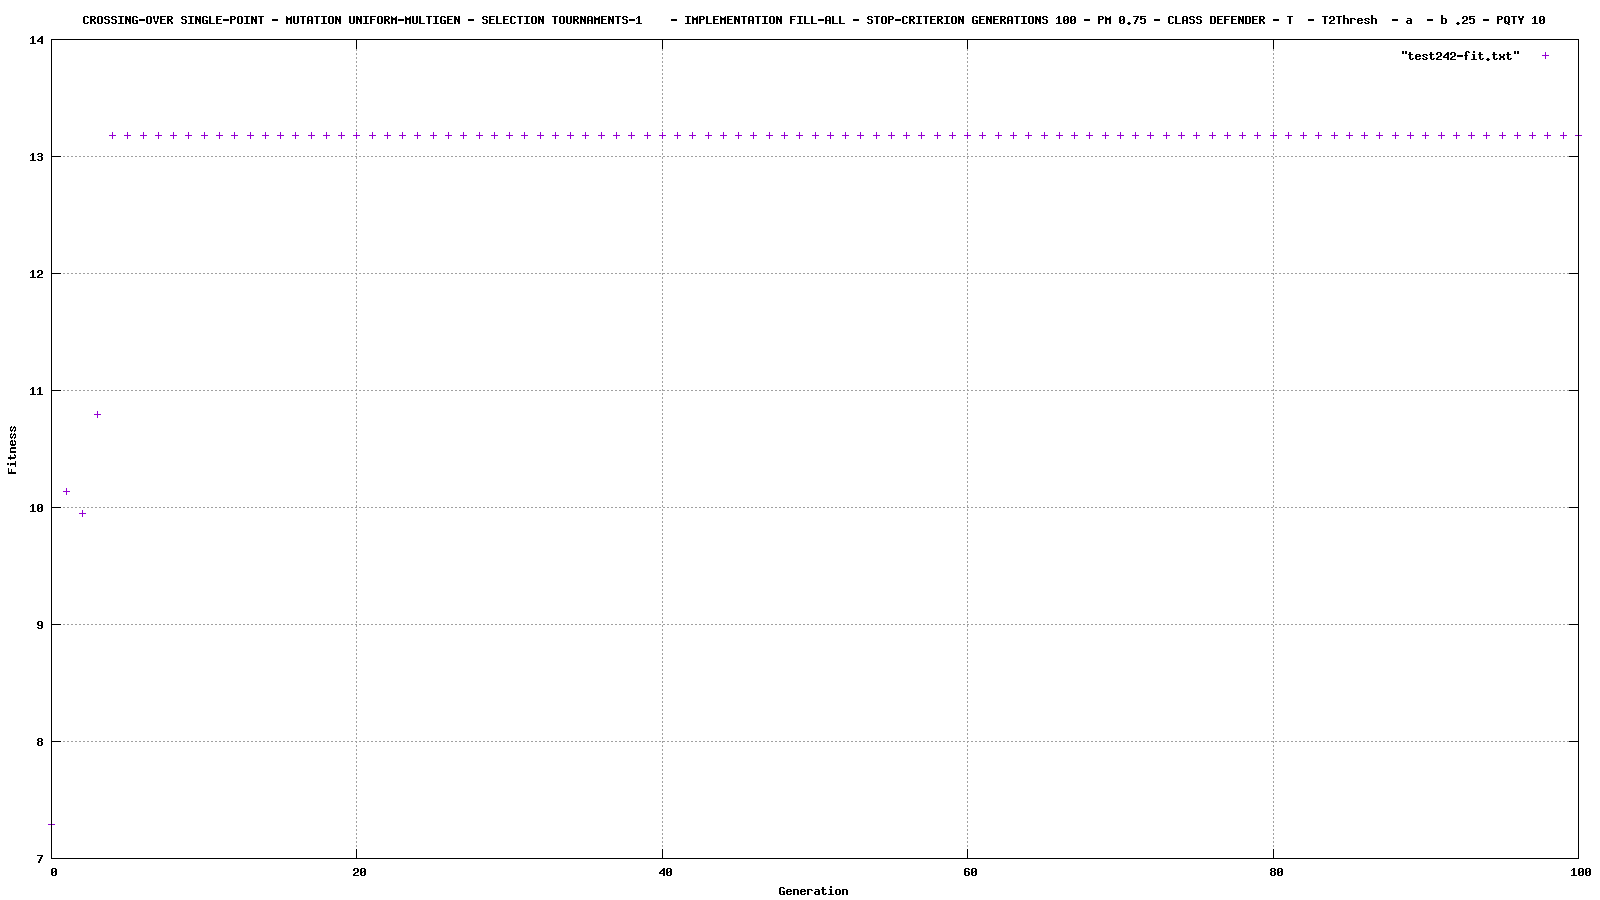 CROSSING-OVER SINGLE-POINT - MUTATION UNIFORM-MULTIGEN - SELECTION TOURNAMENTS-1 - IMPLEMENTATION FILL-ALL - STOP-CRITERION GENERATIONS 100 - PM 0.75 - CLASS DEFENDER - T - T2Thresh - a - b .25 - PQTY 10
"test242-fit.txt"
14
13
12
11
10
9
8
7
Fitness
0 20 40 60 80 100
Generation